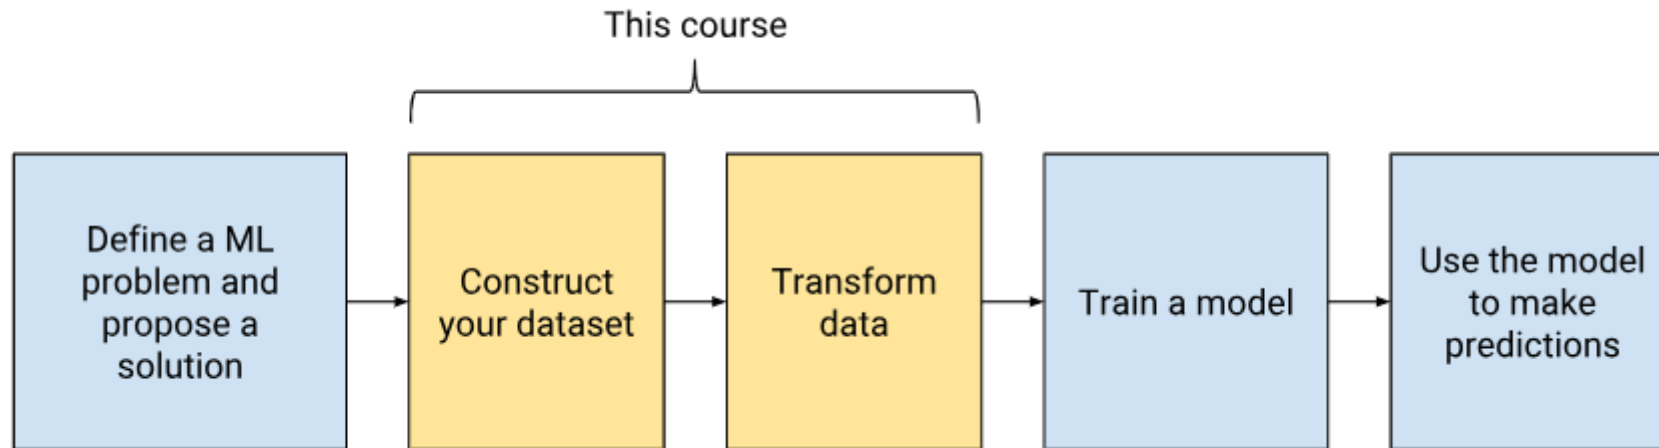 This course
Define a ML
problem and
propose a
solution
Construct
your dataset
Transform
data
Train a model
Use the model
to make
predictions